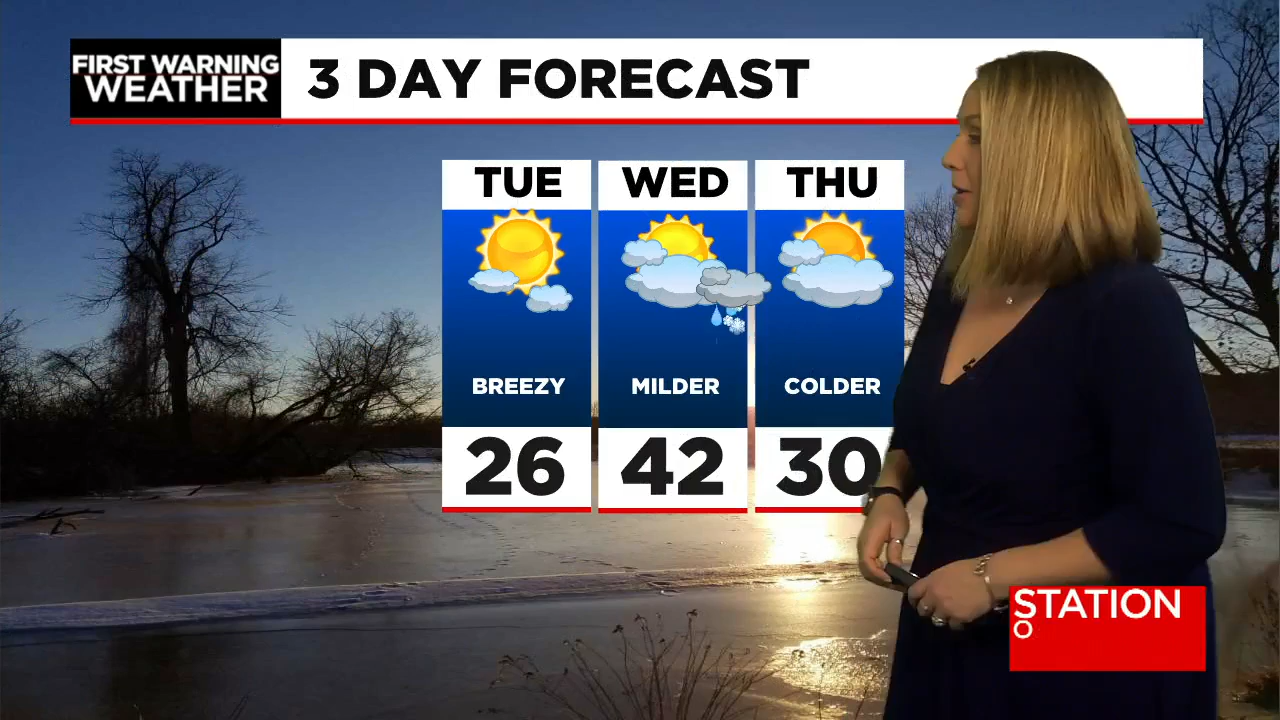 FIRST WARNING
WEATHER
3 DAY FORECAST
TUE
WED
THU
BREEZY
MILDER
COLDER
26
42
30
STATION
O